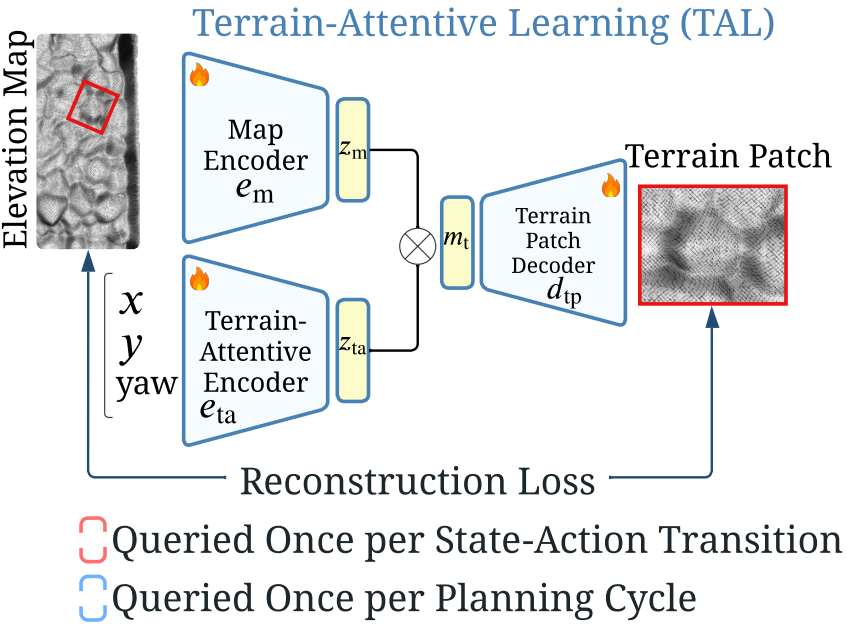 Terrain-Attentive Learning (TAL)
Elevation Map
Map
Encoder
e_m
z_m
x
y
yaw
Terrain-
Attentive
Encoder
e_ta
z_ta
m_t
Terrain
Patch
Decoder
d_tp
Terrain Patch
Reconstruction Loss
Queried Once per State-Action Transition
Queried Once per Planning Cycle